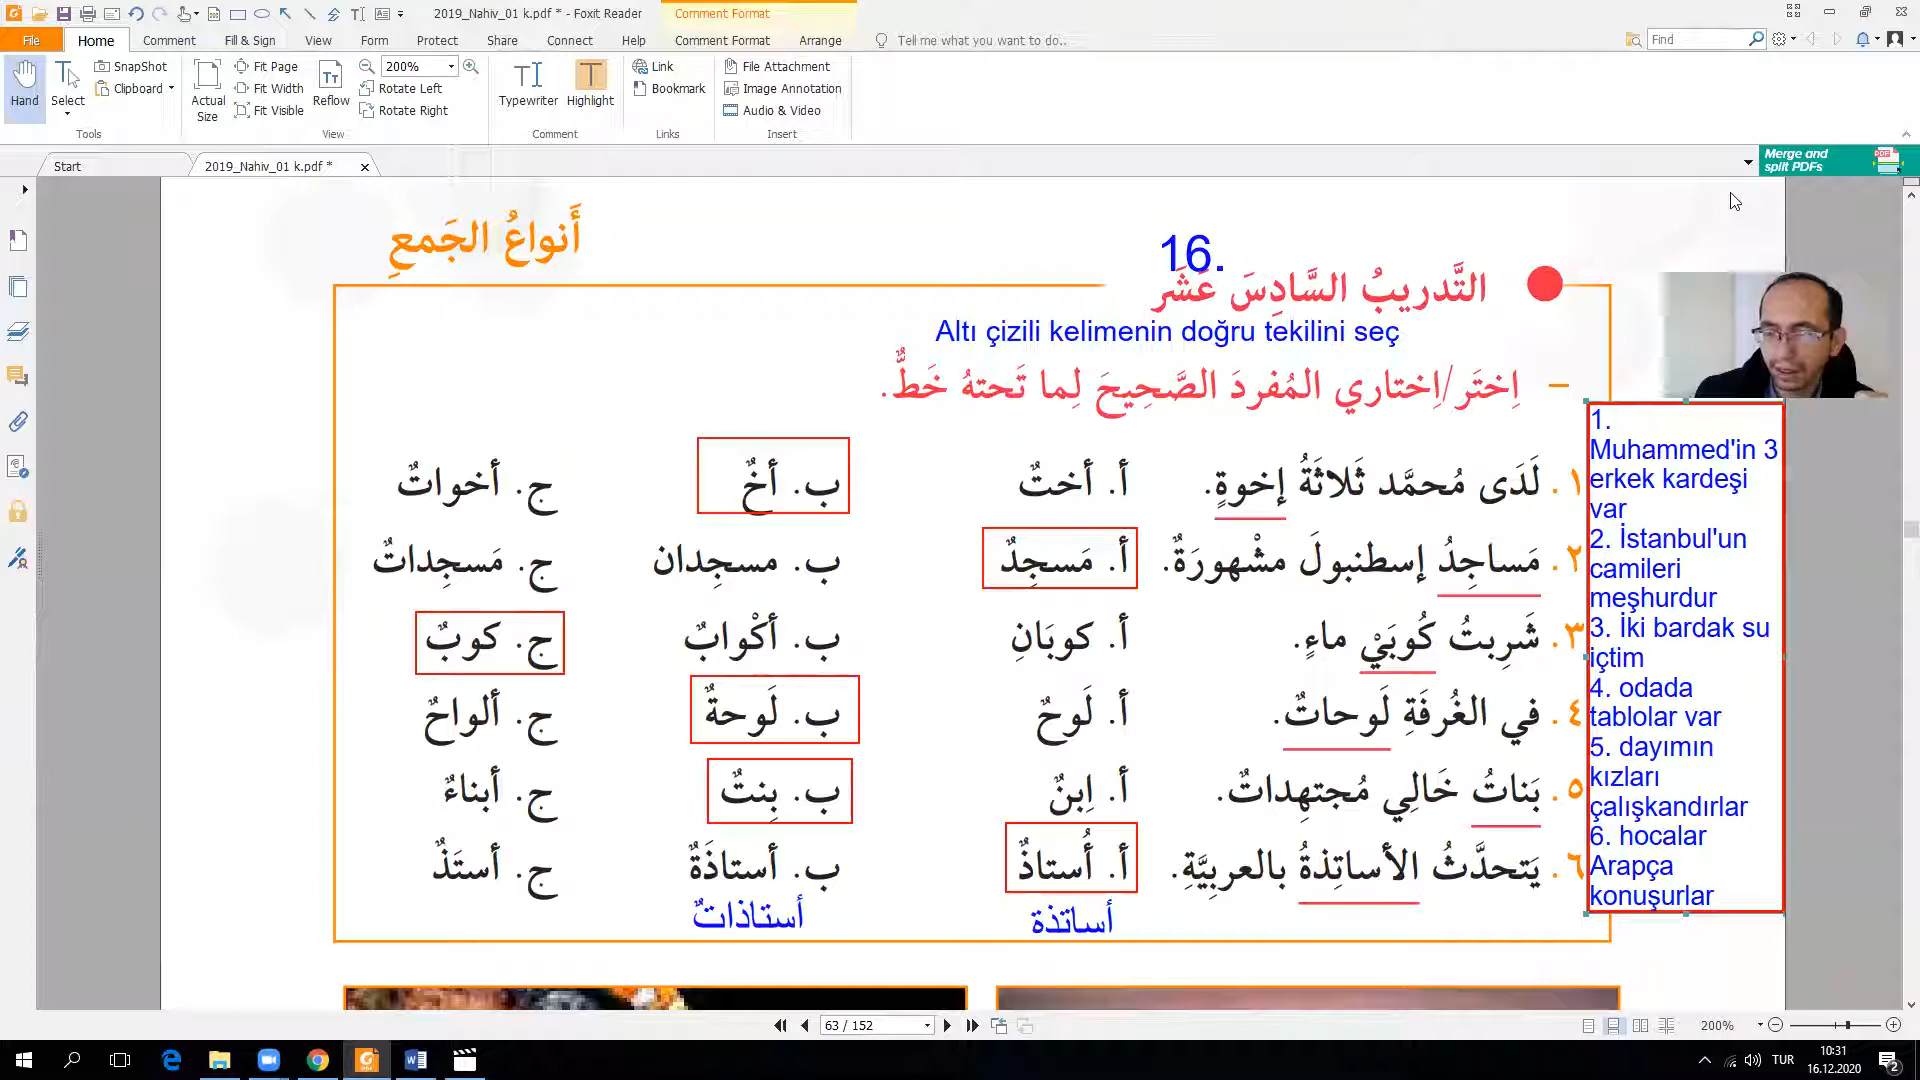 2019_Nahiv_01 k.pdf * - Foxit Reader
Comment Format
File
Home
Comment
Fill & Sign
View
Form
Protect
Share
Connect
Help
Comment Format
Arrange
Tell me what you want to do..
Find
Hand
Select
SnapShot
Clipboard
Actual Size
Fit Page
Fit Width
Fit Visible
Reflow
200%
Rotate Left
Rotate Right
Typewriter
Highlight
Link
Bookmark
File Attachment
Image Annotation
Audio & Video
Tools
View
Comment
Links
Insert
Start
2019_Nahiv_01 k.pdf *
Merge and split PDFs
أَنواعُ الجَمعِ
16.
التَّدريبُ السَّادِسَ عَشَر
Altı çizili kelimenin doğru tekilini seç
– اِختَر/اِختاري المُفردَ الصَّحِيحَ لِما تَحتهُ خَطٌّ.
١. لَدَى مُحمَّد ثَلاثَةُ إخوةٍ. أ. أختٌ ب. أخٌ ج. أخواتٌ
٢. مَساجِدُ إسطنبولَ مشْهورَةٌ. أ. مَسجِدٌ ب. مسجِدان ج. مَسجِداتٌ
٣. شَرِبتُ كُوبَيْ ماءٍ. أ. كوبَانِ ب. أكْوابٌ ج. كوبٌ
٤. في الغُرفَةِ لَوحاتٌ. أ. لَوحٌ ب. لَوحةٌ ج. ألواحٌ
٥. بَناتُ خَالِي مُجتهِداتٌ. أ. اِبنٌ ب. بِنتٌ ج. أبناءٌ
٦. يَتحدَّثُ الأساتِذةُ بالعربِيَّةِ. أ. أُستاذٌ ب. أستاذَةٌ ج. أستَذٌ
أساتذة أستاذاتٌ
1.
Muhammed'in 3
erkek kardeşi
var
2. İstanbul'un
camileri
meşhurdur
3. İki bardak su
içtim
4. odada
tablolar var
5. dayımın
kızları
çalışkandırlar
6. hocalar
Arapça
konuşurlar
63 / 152
200%
TUR
10:31
16.12.2020
2